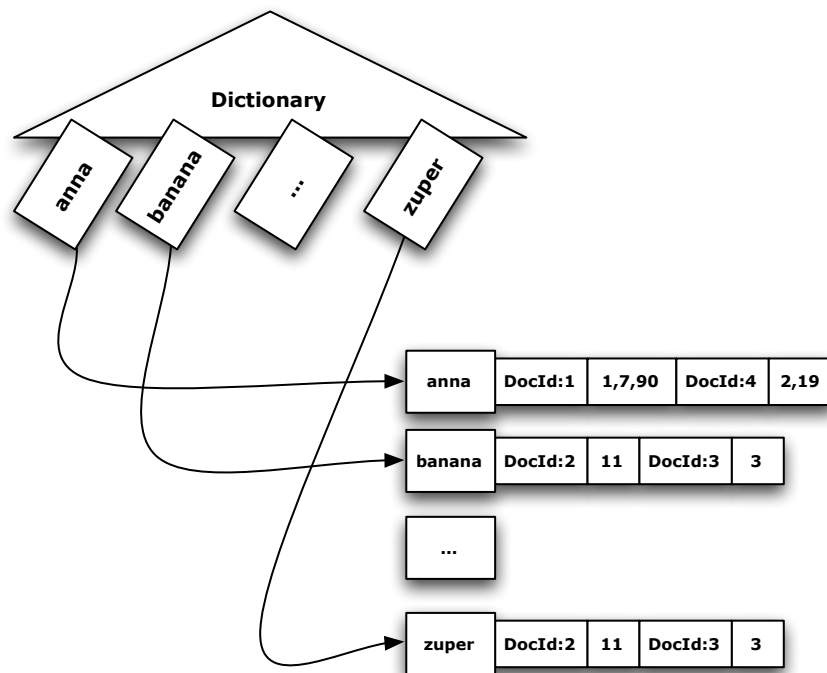 Dictionary
anna
banana
...
zuper
anna DocId:1 1,7,90 DocId:4 2,19
banana DocId:2 11 DocId:3 3
...
zuper DocId:2 11 DocId:3 3